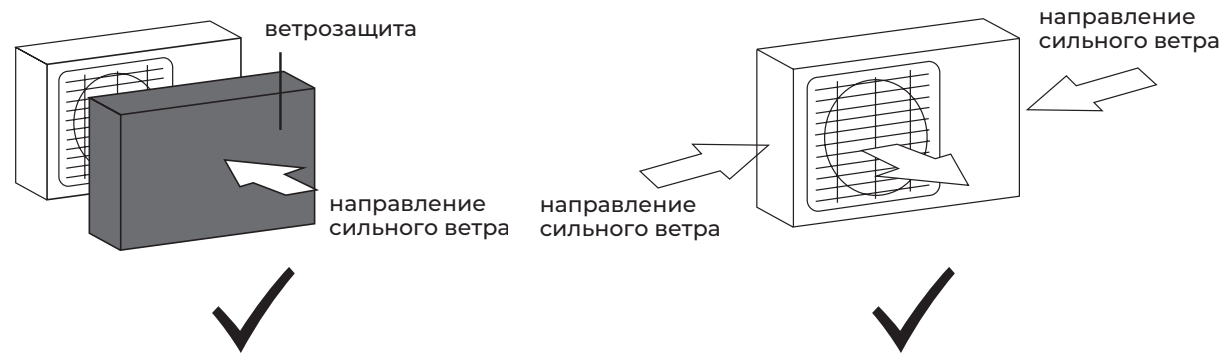 ветрозащита
направление
сильного ветра
направление
сильного ветра
направление
сильного ветра